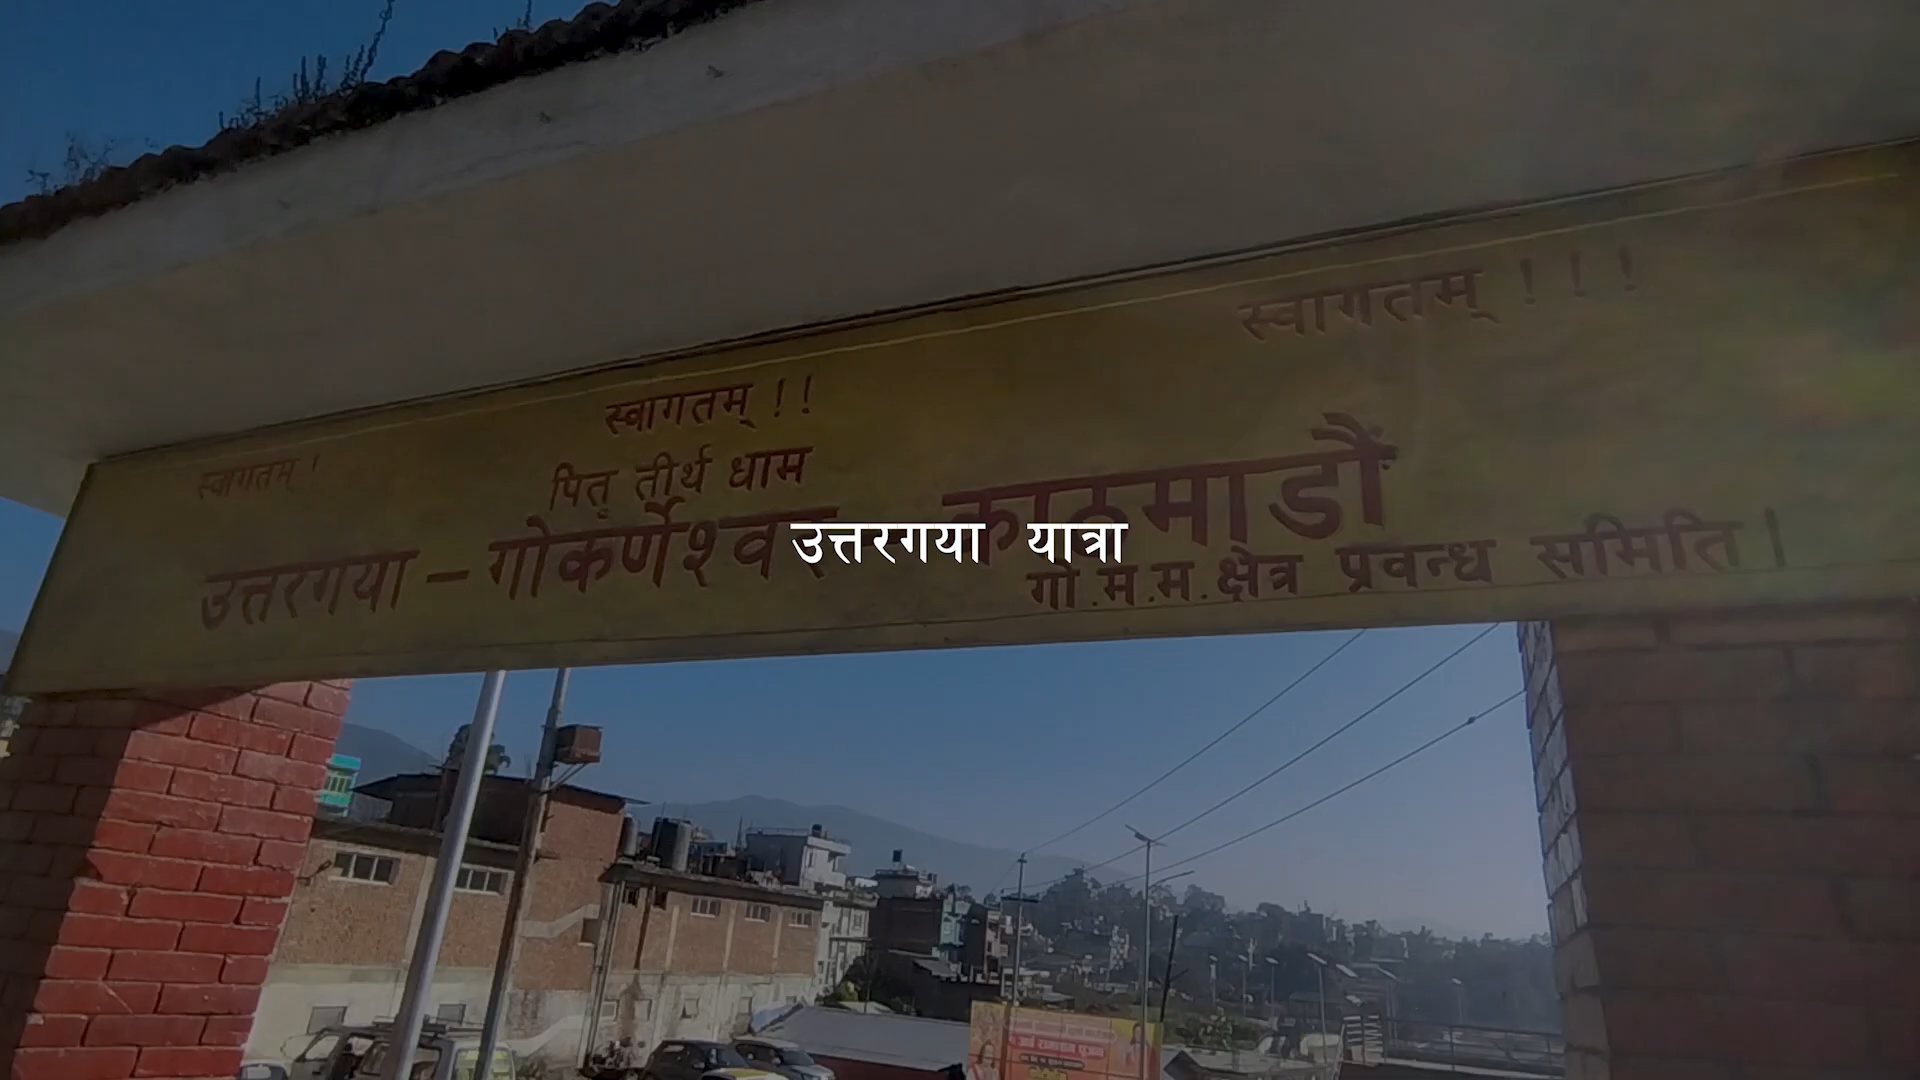 स्वागतम् !
स्वागतम् !!
स्वागतम् !!!
पितृ तीर्थ धाम
उत्तरगया – गोकर्णेश्वर काठमाडौं
गो.म.म.क्षेत्र प्रवन्ध समिति।
उत्तरगया यात्रा